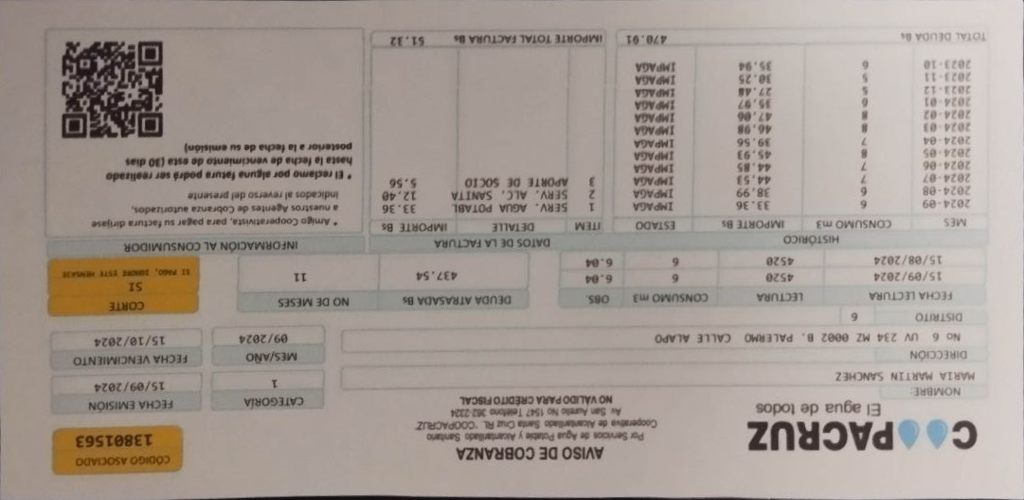 COOPACRUZ
El agua de todos
AVISO DE COBRANZA
Por Servicios de Agua Potable y Alcantarillado Sanitario
Cooperativa de Alcantarillado Santa Cruz RL "COOPACRUZ"
Av San Aurelio No 1547 Teléfono 362-2324
NO VALIDO PARA CRÉDITO FISCAL
CÓDIGO ASOCIADO
13801563
NOMBRE:
MARIA MARTIN SANCHEZ
CATEGORÍA
1
FECHA EMISIÓN
15/09/2024
DIRECCIÓN
No 6 UV 234 MZ 0002 B. PALERMO CALLE ALAPO
MES/AÑO
09/2024
FECHA VENCIMIENTO
15/10/2024
DISTRITO 6
FECHA LECTURA LECTURA CONSUMO m3 OBS.
15/09/2024 4520 6 6.04
15/08/2024 4520 6 6.04
DEUDA ATRASADA Bs NO DE MESES
437.54 11
CORTE
SI
SI PAGO, IGNORE ESTE MENSAJE
HISTÓRICO DATOS DE LA FACTURA INFORMACIÓN AL CONSUMIDOR
MES CONSUMO m3 IMPORTE Bs ESTADO
2024-09 6 33.36 IMPAGA
2024-08 6 38,99 IMPAGA
2024-07 7 44,53 IMPAGA
2024-06 7 44,85 IMPAGA
2024-05 8 45.93 IMPAGA
2024-04 7 39.56 IMPAGA
2024-03 8 46,98 IMPAGA
2024-02 8 47.06 IMPAGA
2024-01 6 35,97 IMPAGA
2023-12 5 27.48 IMPAGA
2023-11 5 30.25 IMPAGA
2023-10 6 35.94 IMPAGA
TOTAL DEUDA Bs 470.91
ITEM DETALLE IMPORTE Bs
1 SERV. AGUA POTABL 33.36
2 SERV. ALC. SANITA 12.40
3 APORTE DE SOCIO 5.56
IMPORTE TOTAL FACTURA Bs 51.32
* Amigo Cooperativista, para pagar su factura dirijase
a nuestros Agentes de Cobranza autorizados,
indicados al reverso del presente
* El reclamo por alguna fatura podrá ser realizado
hasta la fecha de vencimiento de esta (30 dias
posterior a la fecha de su emisión)